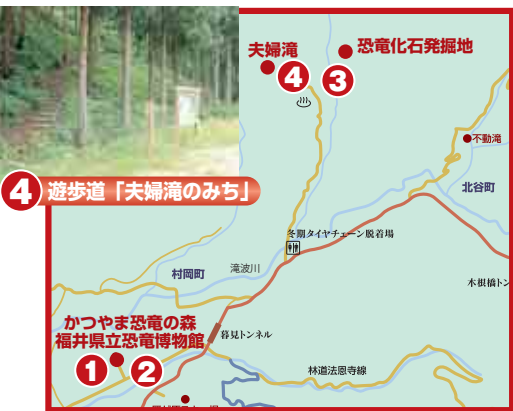 夫婦滝
恐竜化石発掘地
4
3
不動滝
4 遊歩道「夫婦滝のみち」
北谷町
冬期タイヤチェーン脱着場
滝波川
村岡町
木根橋トン
かつやま恐竜の森
福井県立恐竜博物館
1 2
暮見トンネル
林道法恩寺線